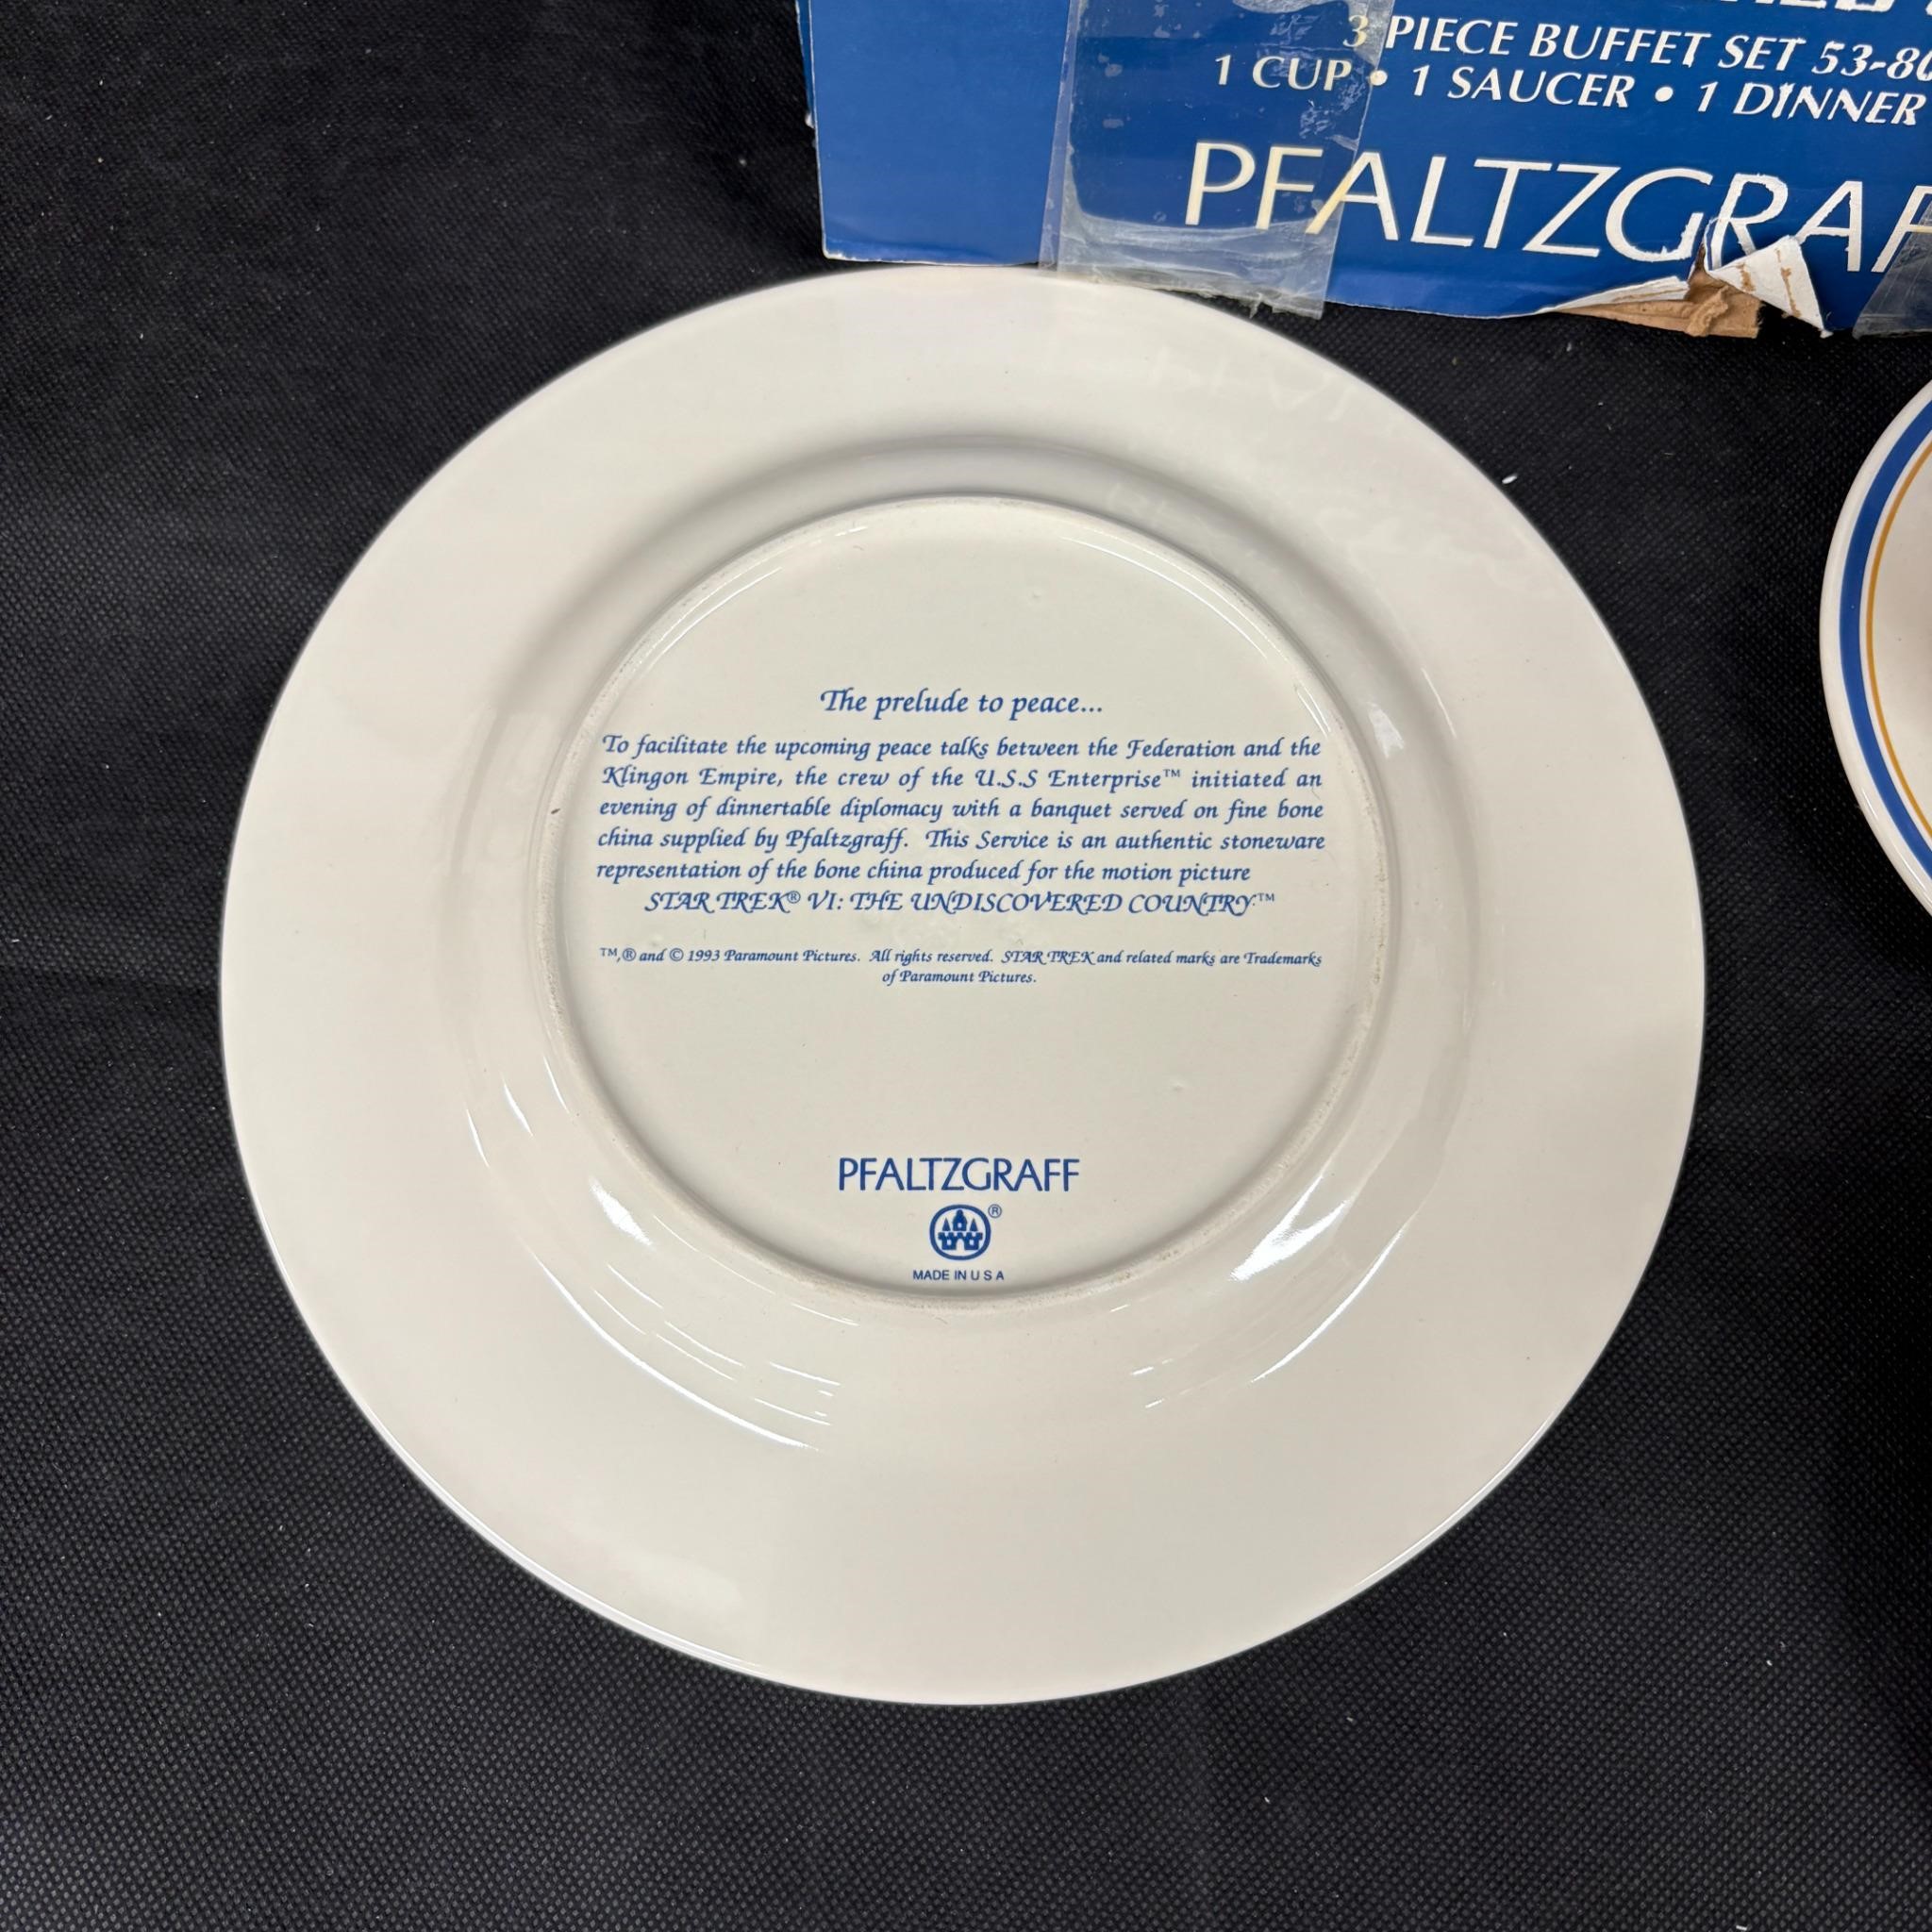 3 PIECE BUFFET SET 53-80
1 CUP • 1 SAUCER • 1 DINNER
PFALTZGRAF
The prelude to peace...
To facilitate the upcoming peace talks between the Federation and the
Klingon Empire, the crew of the U.S.S Enterprise™ initiated an
evening of dinnertable diplomacy with a banquet served on fine bone
china supplied by Pfaltzgraff. This Service is an authentic stoneware
representation of the bone china produced for the motion picture
STAR TREK® VI: THE UNDISCOVERED COUNTRY.™
™,® and © 1993 Paramount Pictures. All rights reserved. STAR TREK and related marks are Trademarks
of Paramount Pictures.
PFALTZGRAFF
®
MADE IN U S A